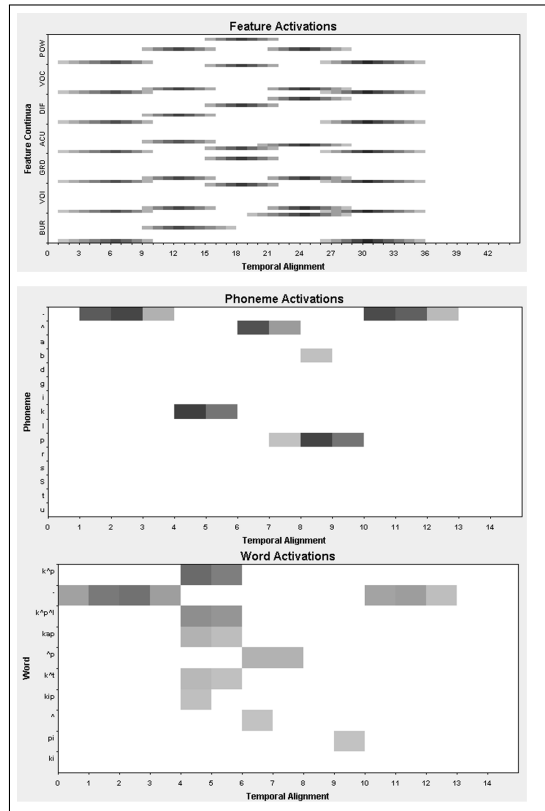 Feature Activations
POW
VOC
DIF
ACU
GRD
VOI
BUR
Feature Continua
0 3 6 9 12 15 18 21 24 27 30 33 36 39 42
Temporal Alignment
Phoneme Activations
-
^
a
b
d
g
i
k
l
p
r
s
S
t
u
Phoneme
0 1 2 3 4 5 6 7 8 9 10 11 12 13 14
Temporal Alignment
Word Activations
k^p
-
k^p^l
kap
^p
k^t
kip
^
pi
ki
Word
0 1 2 3 4 5 6 7 8 9 10 11 12 13 14
Temporal Alignment